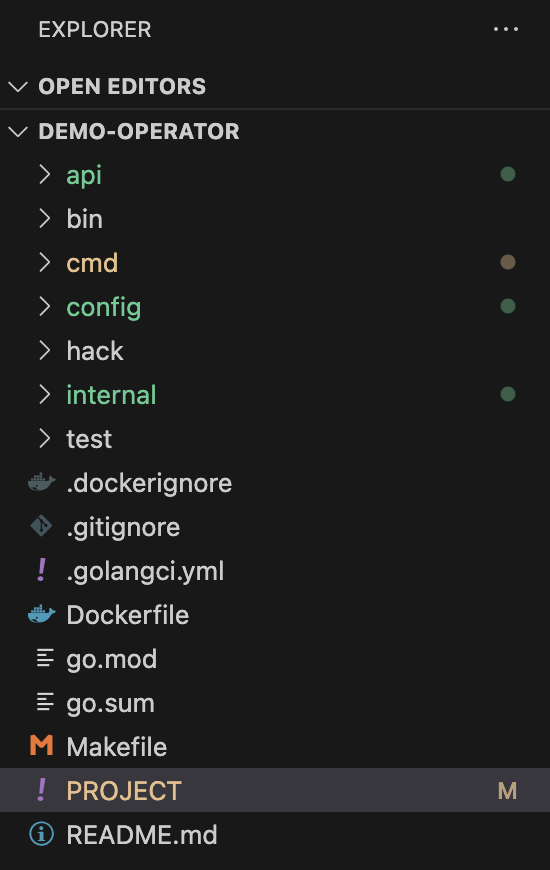 EXPLORER
OPEN EDITORS
DEMO-OPERATOR
api
bin
cmd
config
hack
internal
test
.dockerignore
.gitignore
! .golangci.yml
Dockerfile
go.mod
go.sum
M Makefile
! PROJECT M
README.md